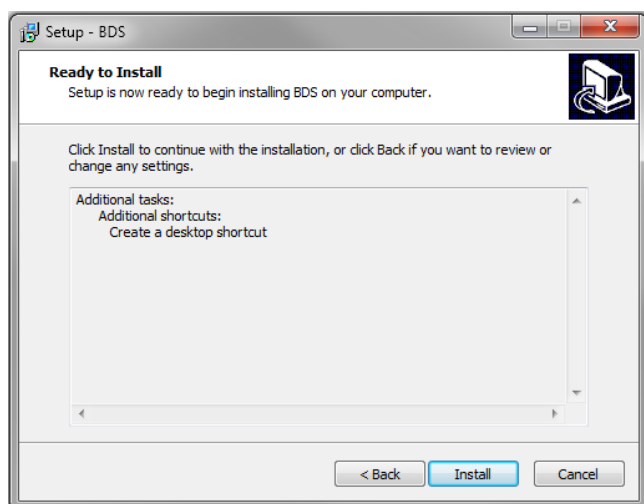 Setup - BDS
Ready to Install
Setup is now ready to begin installing BDS on your computer.
Click Install to continue with the installation, or click Back if you want to review or
change any settings.
Additional tasks:
Additional shortcuts:
Create a desktop shortcut
< Back
Install
Cancel